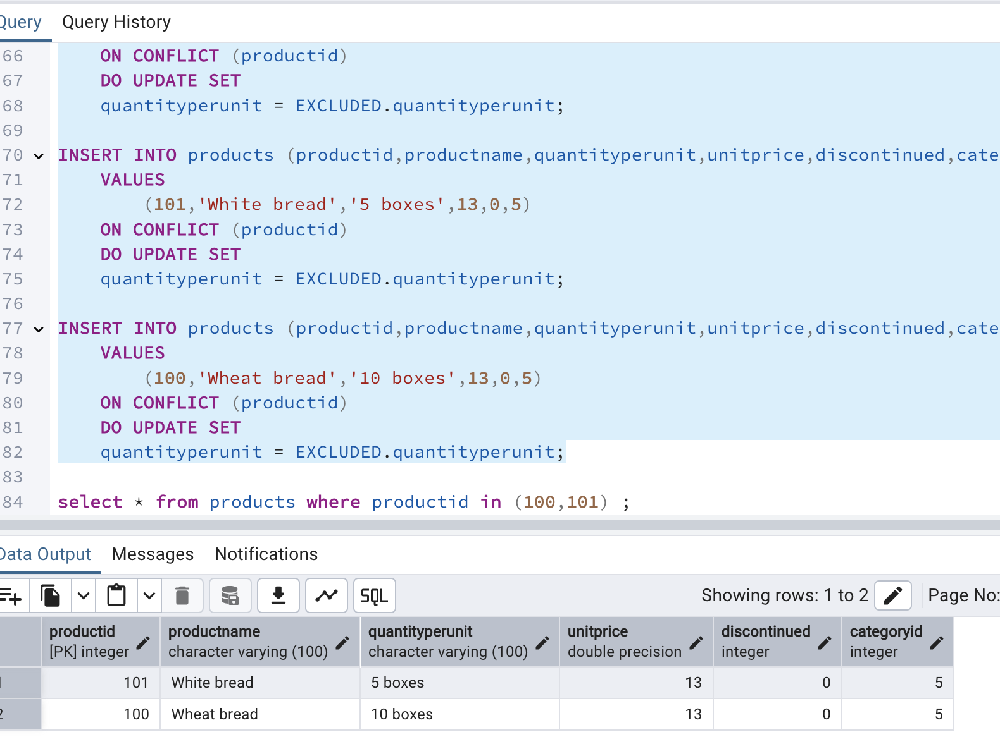 Query Query History
66 ON CONFLICT (productid)
67 DO UPDATE SET
68 quantityperunit = EXCLUDED.quantityperunit;
69
70 INSERT INTO products (productid,productname,quantityperunit,unitprice,discontinued,cate
71 VALUES
72 (101,'White bread','5 boxes',13,0,5)
73 ON CONFLICT (productid)
74 DO UPDATE SET
75 quantityperunit = EXCLUDED.quantityperunit;
76
77 INSERT INTO products (productid,productname,quantityperunit,unitprice,discontinued,cate
78 VALUES
79 (100,'Wheat bread','10 boxes',13,0,5)
80 ON CONFLICT (productid)
81 DO UPDATE SET
82 quantityperunit = EXCLUDED.quantityperunit;
83
84 select * from products where productid in (100,101) ;
Data Output Messages Notifications
SQL Showing rows: 1 to 2 Page No:
productid productname quantityperunit unitprice discontinued categoryid
[PK] integer character varying (100) character varying (100) double precision integer integer
1 101 White bread 5 boxes 13 0 5
2 100 Wheat bread 10 boxes 13 0 5